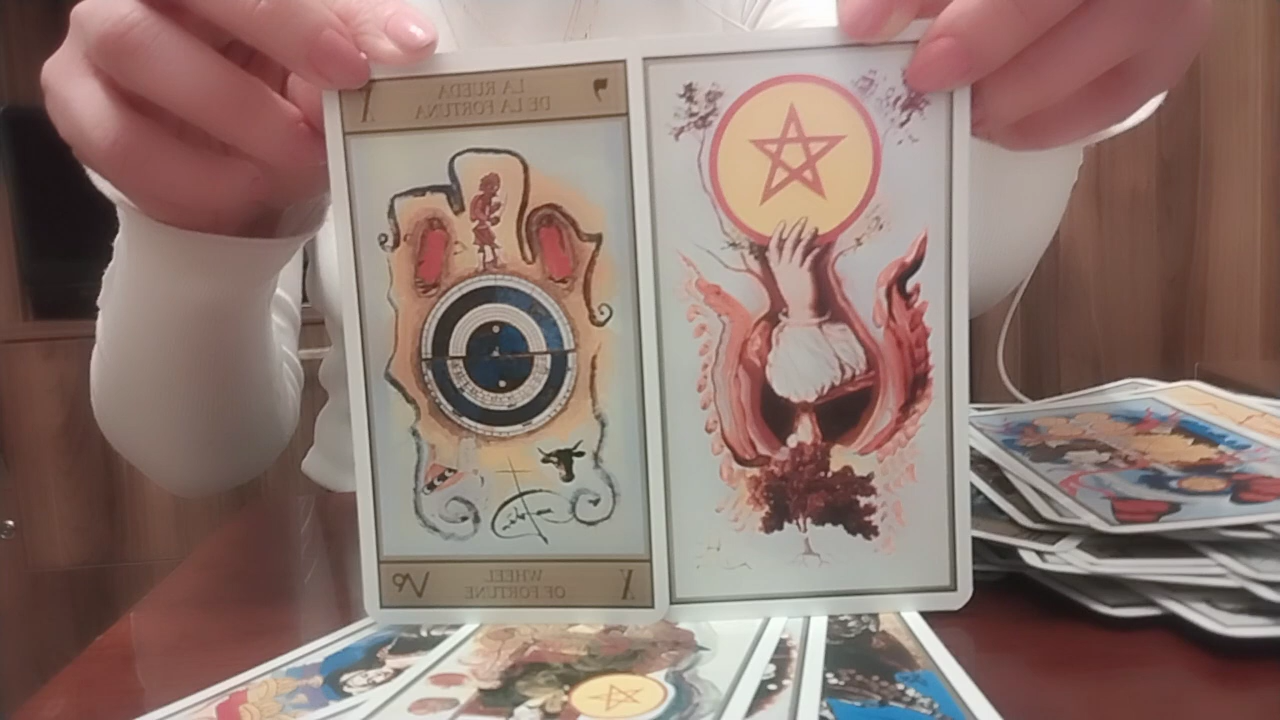 X
LA RUEDA
DE LA FORTUNA
WHEEL
OF FORTUNE
X